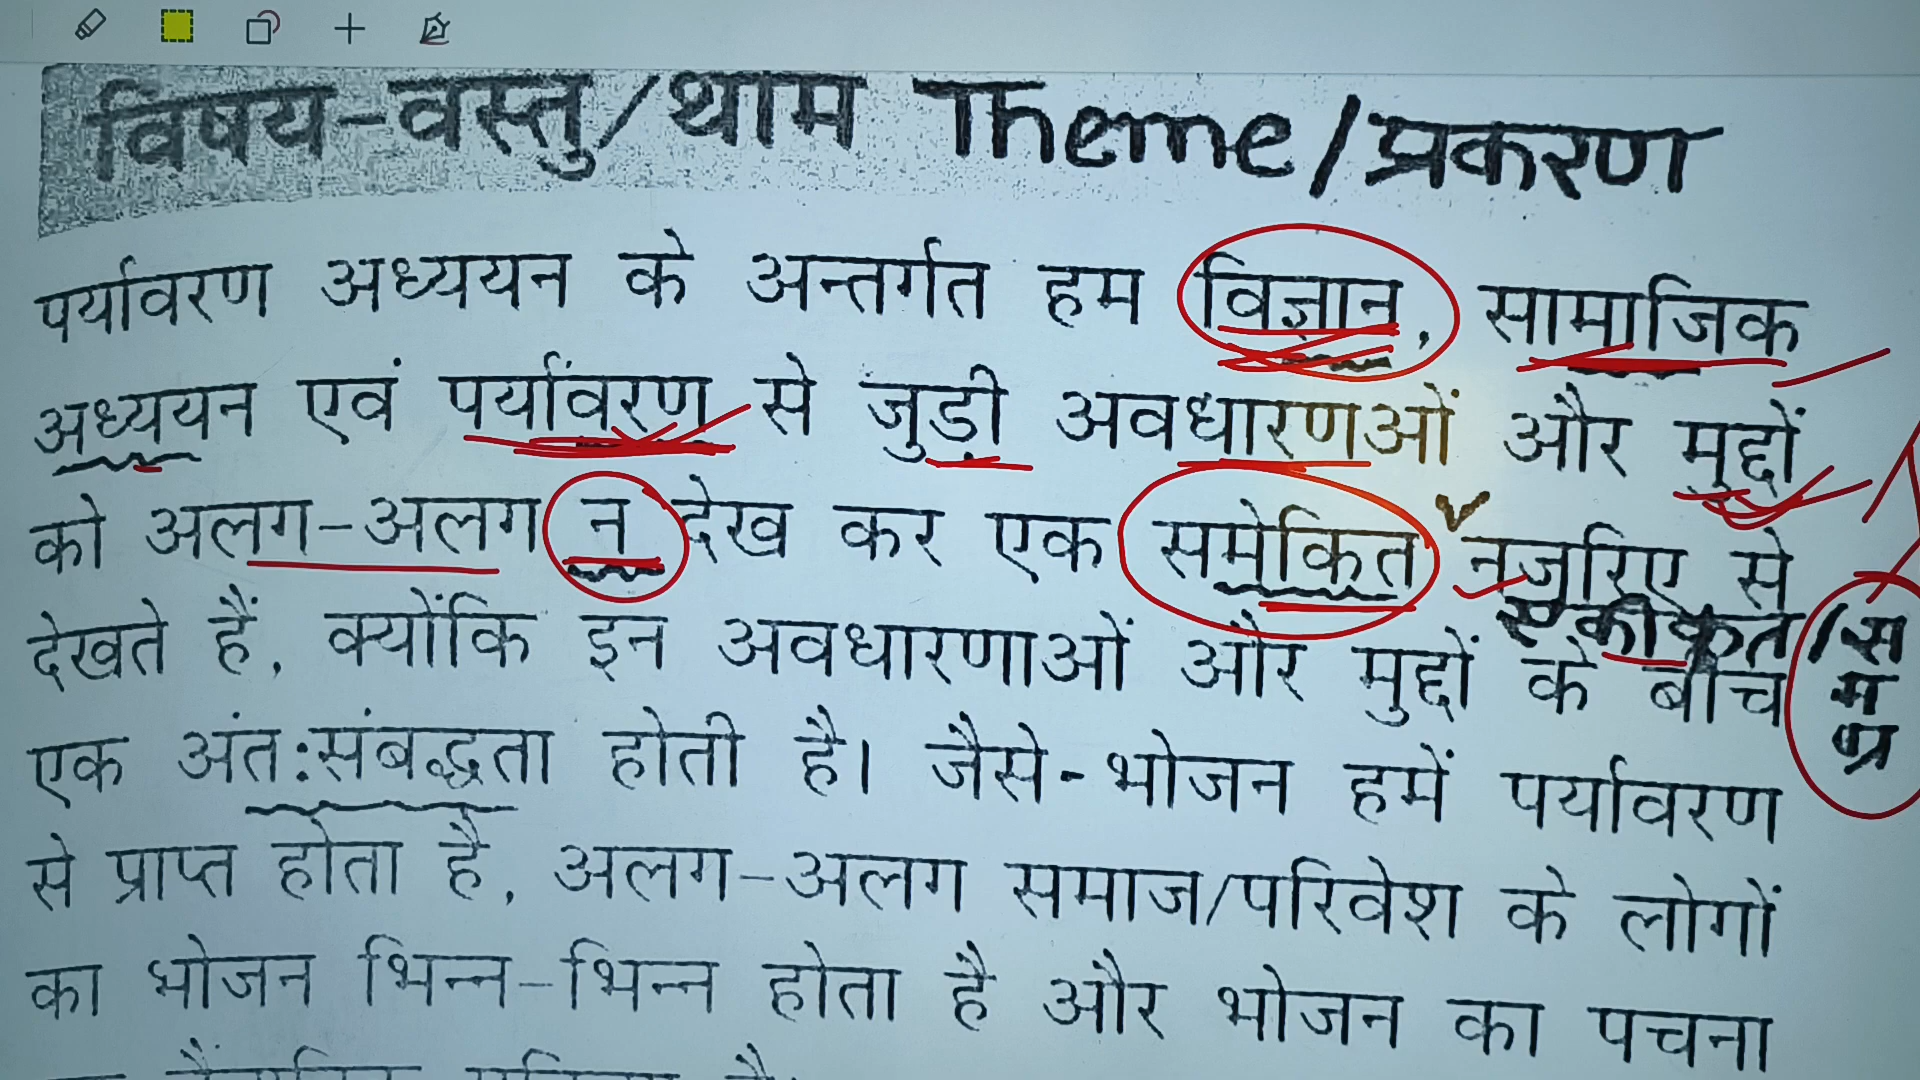 विषय-वस्तु/थीम Theme/प्रकरण
पर्यावरण अध्ययन के अन्तर्गत हम विज्ञान, सामाजिक
अध्ययन एवं पर्यावरण से जुड़ी अवधारणओं और मुद्दों
को अलग-अलग न देख कर एक समेकित नजरिए से
एकीकृत/स
म
ग्र
देखते हैं, क्योंकि इन अवधारणाओं और मुद्दों के बीच
एक अंत:संबद्धता होती है। जैसे-भोजन हमें पर्यावरण
से प्राप्त होता है, अलग-अलग समाज/परिवेश के लोगों
का भोजन भिन्न-भिन्न होता है और भोजन का पचना